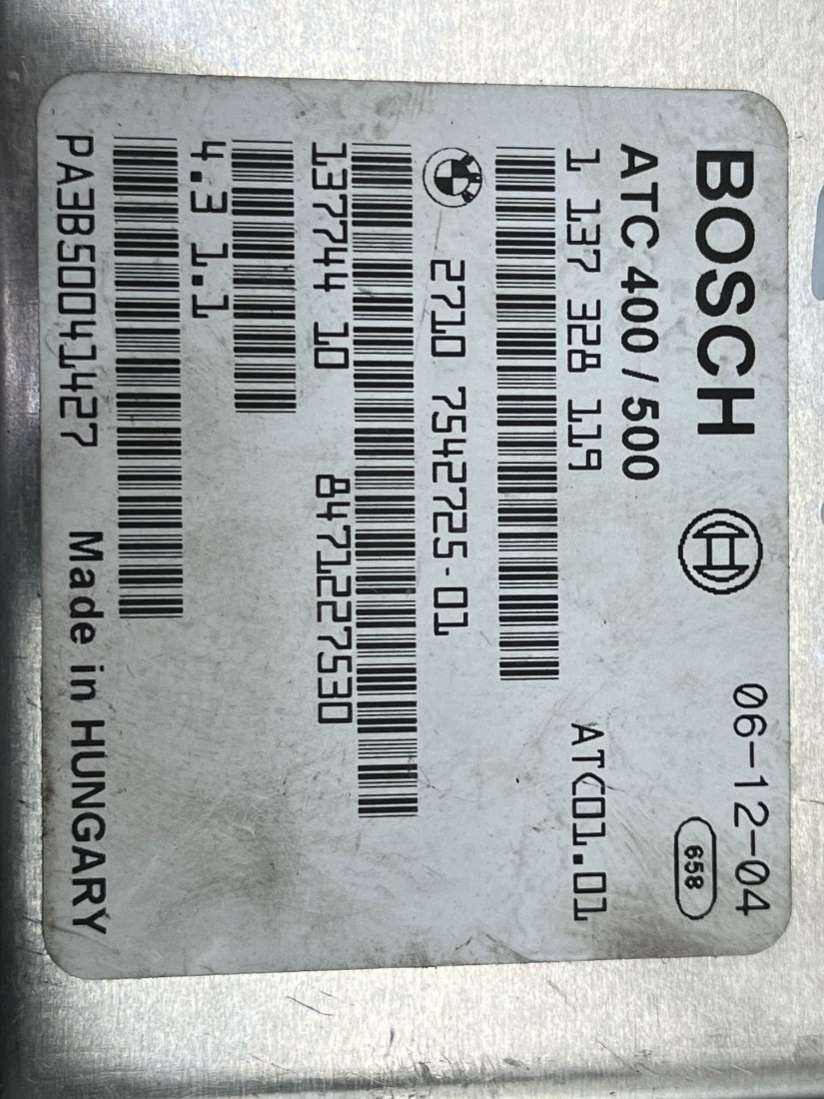 BOSCH 06-12-04
ATC 400 / 500 658
1 137 328 119 ATC01.01
2710 7542725-01
137744 10 8471227530
4.3 1.1
PA3B50041427 Made in HUNGARY